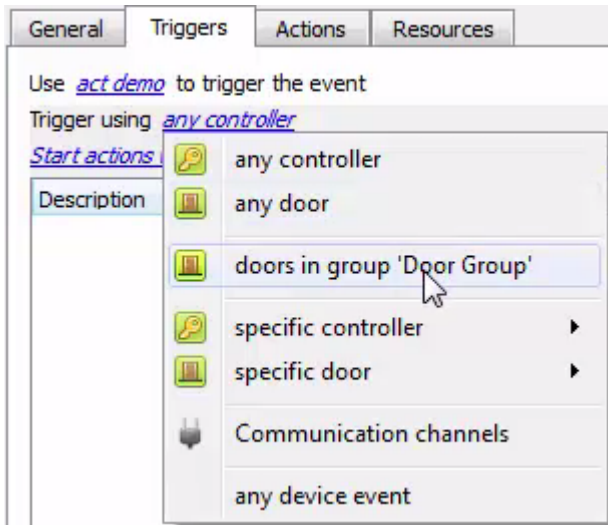 General Triggers Actions Resources
Use act demo to trigger the event
Trigger using any controller
Start actions
any controller
Description
any door
doors in group 'Door Group'
specific controller
specific door
Communication channels
any device event